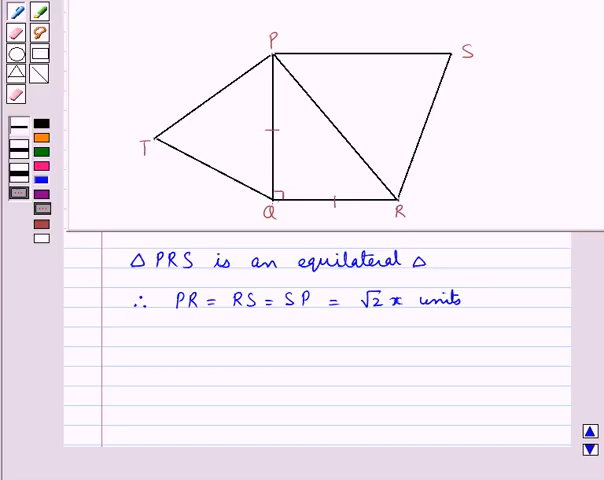 P
S
T
Q
R
△ PRS is an equilateral △
∴ PR = RS = SP = √2 x units